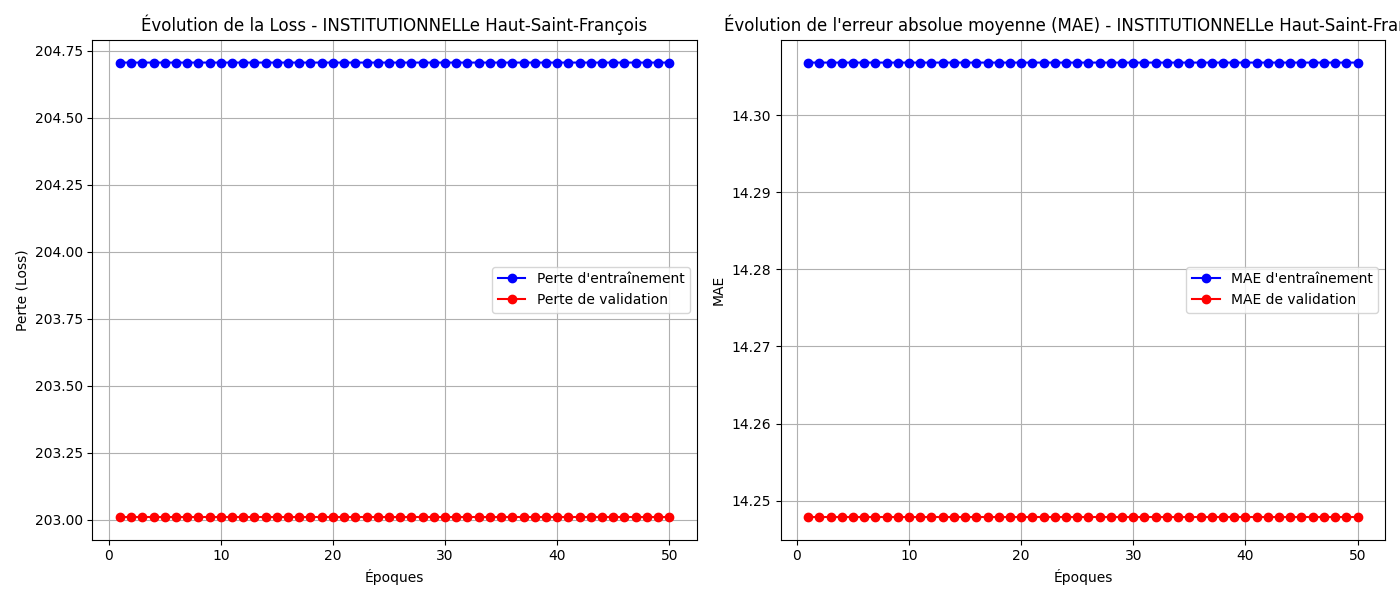 Évolution de la Loss - INSTITUTIONNELLe Haut-Saint-François
204.75
204.50
204.25
204.00
203.75
203.50
203.25
203.00
Perte (Loss)
Perte d'entraînement
Perte de validation
0 10 20 30 40 50
Époques
Évolution de l'erreur absolue moyenne (MAE) - INSTITUTIONNELLe Haut-Saint-Fra
14.30
14.29
14.28
14.27
14.26
14.25
MAE
MAE d'entraînement
MAE de validation
0 10 20 30 40 50
Époques